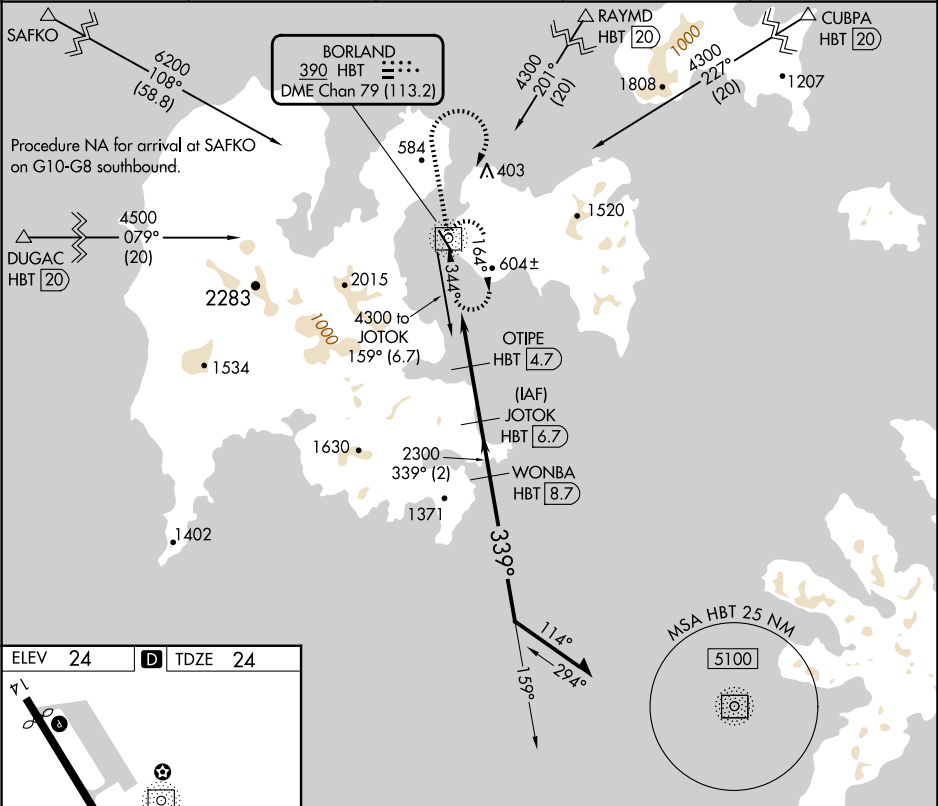 SAFKO
6200
108°
(58.8)
BORLAND
390 HBT
DME Chan 79 (113.2)
4300
201°
(20)
RAYMD
HBT 20
1000
1808
4300
227°
(20)
CUBPA
HBT 20
1207
Procedure NA for arrival at SAFKO
on G10-G8 southbound.
584
403
1520
4500
079°
(20)
DUGAC
HBT 20
164°
604±
344°
2283
2015
1000
4300 to
JOTOK
159° (6.7)
1534
OTIPE
HBT 4.7
(IAF)
JOTOK
HBT 6.7
1630
2300
339° (2)
WONBA
HBT 8.7
1371
1402
339°
114°
294°
159°
MSA HBT 25 NM
5100
ELEV 24
D
TDZE 24
14
P